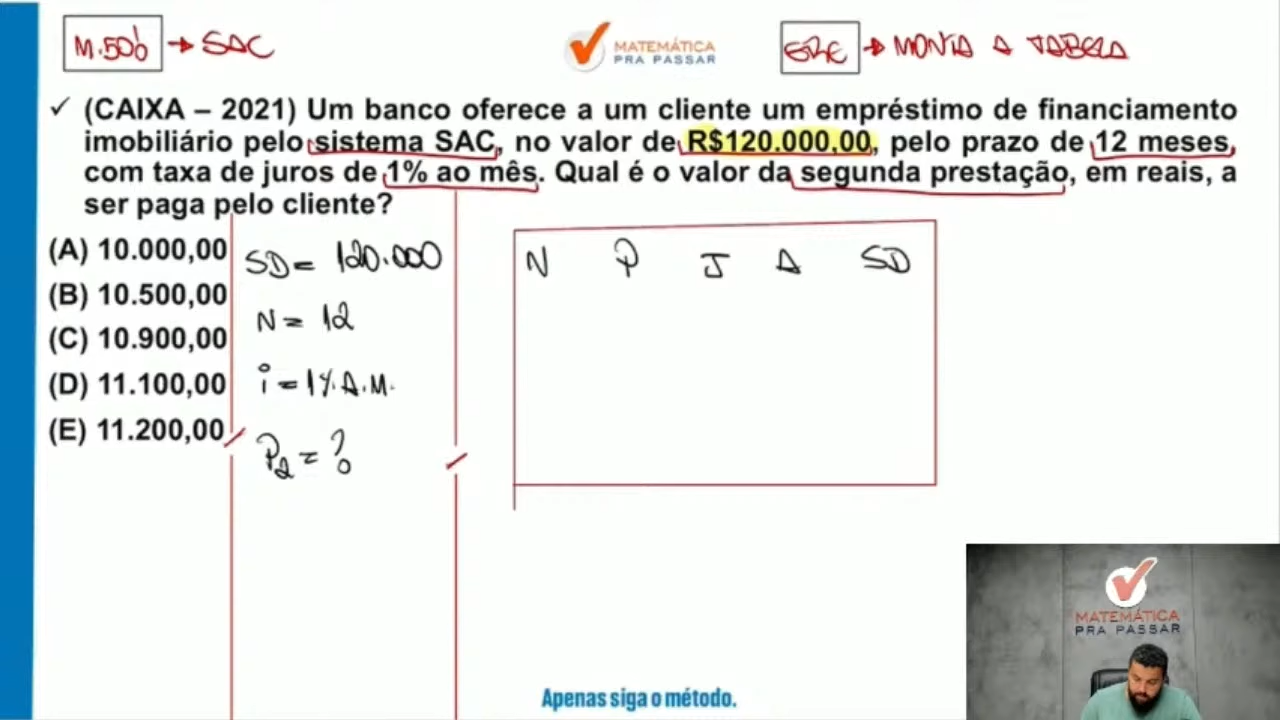 M.506 → SAC
MATEMÁTICA
PRA PASSAR
→ MONTA A TABELA
✓ (CAIXA – 2021) Um banco oferece a um cliente um empréstimo de financiamento
imobiliário pelo sistema SAC, no valor de R$120.000,00, pelo prazo de 12 meses,
com taxa de juros de 1% ao mês. Qual é o valor da segunda prestação, em reais, a
ser paga pelo cliente?
(A) 10.000,00
(B) 10.500,00
(C) 10.900,00
(D) 11.100,00
(E) 11.200,00
SD = 120.000
N = 12
i = 1% A.M.
P2 = ?
N P J A SD
MATEMÁTICA
PRA PASSAR
Apenas siga o método.